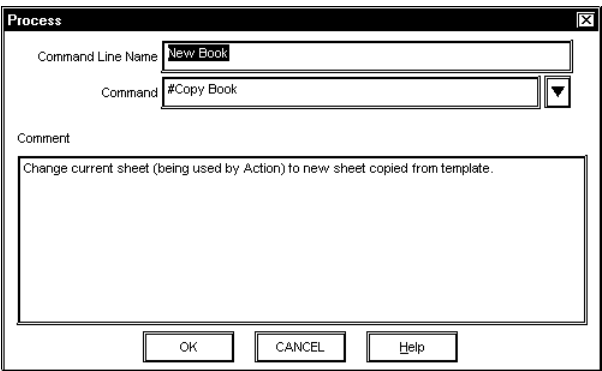 Process
Command Line Name New Book
Command #Copy Book
Comment
Change current sheet (being used by Action) to new sheet copied from template.
OK CANCEL Help